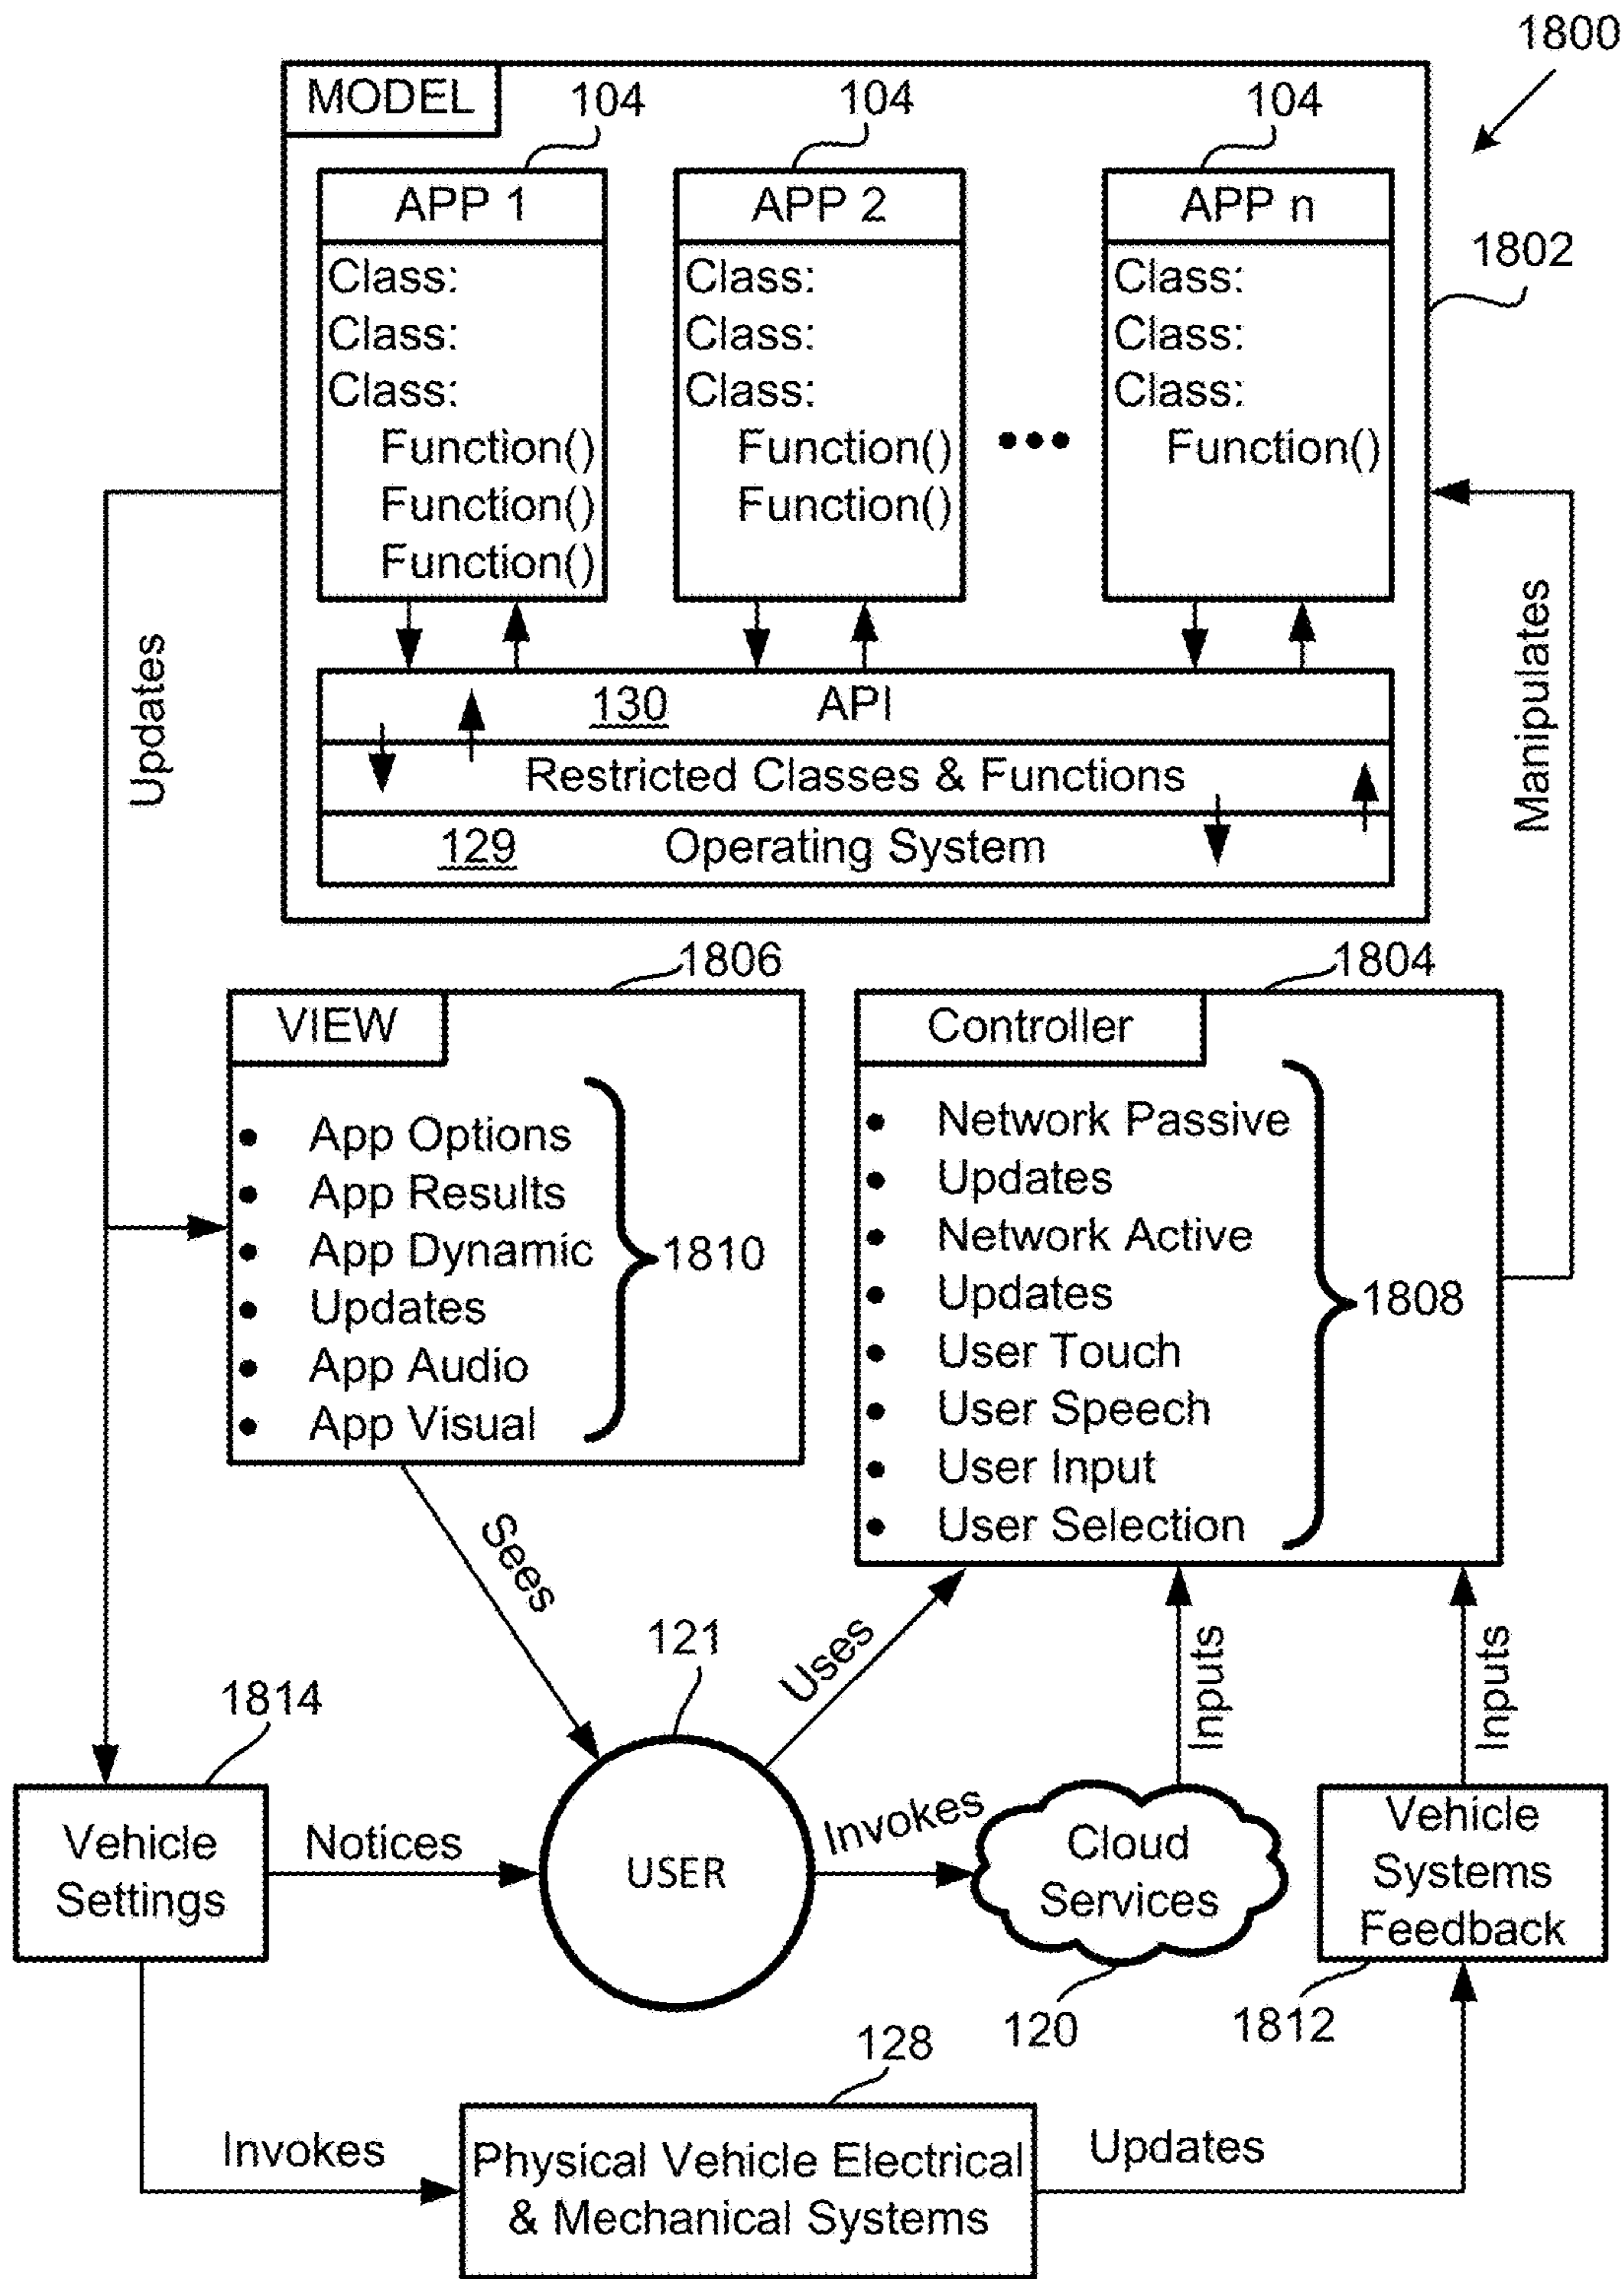 1800
MODEL
104
104
104
APP 1
APP 2
APP n
1802
Class:
Class:
Class:
Function()
Function()
Function()
Class:
Class:
Class:
Function()
Function()
•••
Class:
Class:
Class:
Function()
Updates
Manipulates
130 API
Restricted Classes & Functions
129 Operating System
1806
VIEW
• App Options
• App Results
• App Dynamic
• Updates
• App Audio
• App Visual
1810
1804
Controller
• Network Passive
• Updates
• Network Active
• Updates
• User Touch
• User Speech
• User Input
• User Selection
1808
Sees
Uses
Inputs
Inputs
121
1814
Vehicle
Settings
Notices
USER
Invokes
Cloud
Services
120
Vehicle
Systems
Feedback
1812
128
Invokes
Physical Vehicle Electrical
& Mechanical Systems
Updates